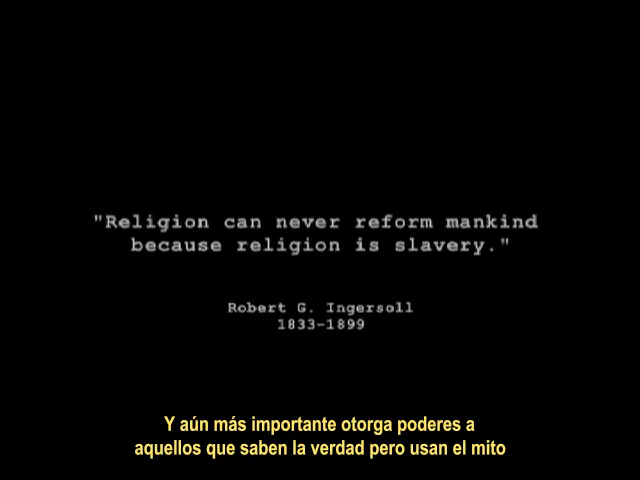 "Religion can never reform mankind
because religion is slavery."
Robert G. Ingersoll
1833-1899
Y aún más importante otorga poderes a
aquellos que saben la verdad pero usan el mito